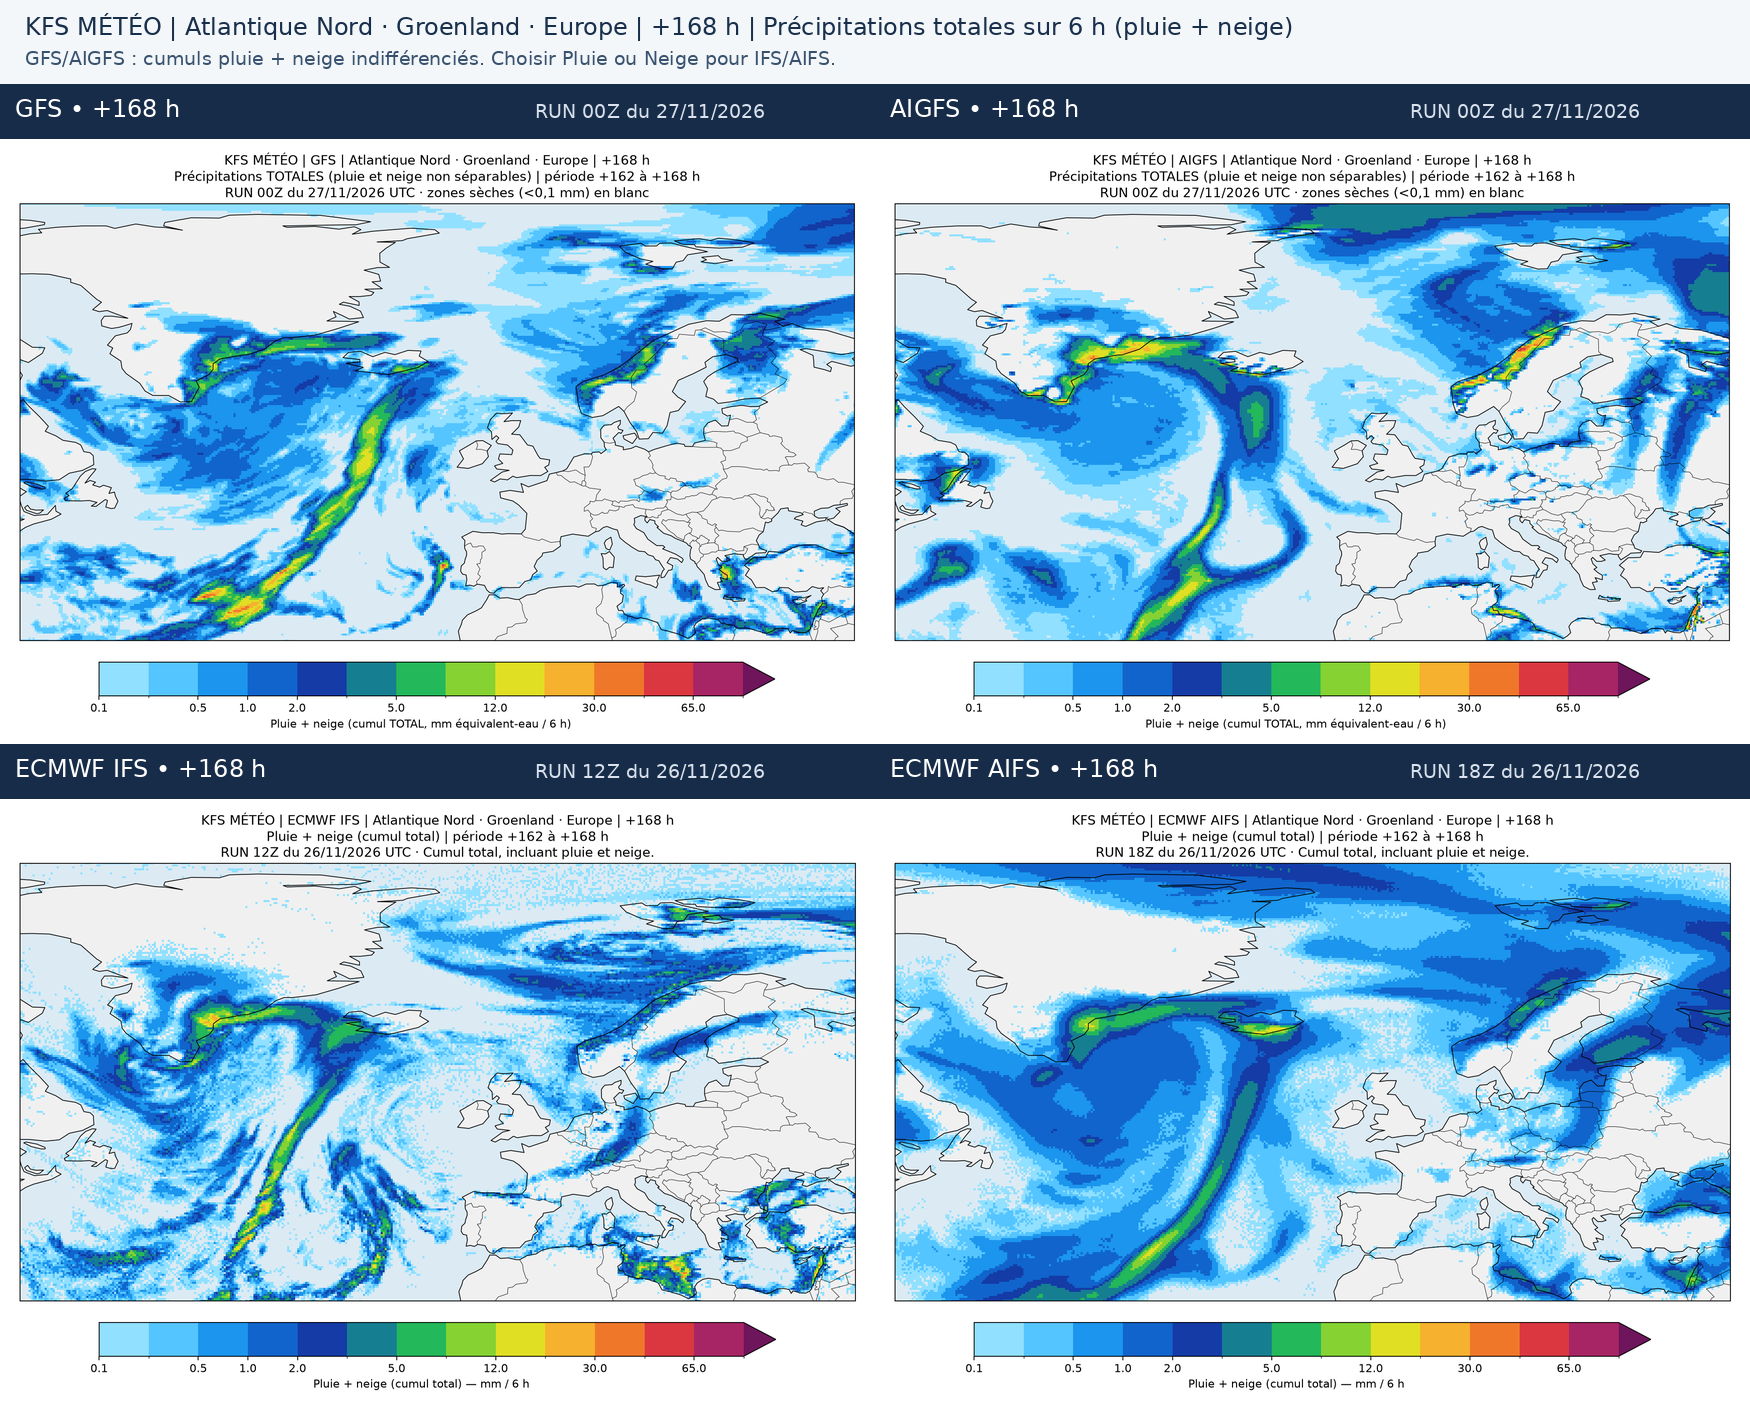 KFS MÉTÉO | Atlantique Nord · Groenland · Europe | +168 h | Précipitations totales sur 6 h (pluie + neige)
GFS/AIGFS : cumuls pluie + neige indifférenciés. Choisir Pluie ou Neige pour IFS/AIFS.
GFS • +168 h
RUN 00Z du 27/11/2026
AIGFS • +168 h
RUN 00Z du 27/11/2026
KFS MÉTÉO | GFS | Atlantique Nord · Groenland · Europe | +168 h
Précipitations TOTALES (pluie et neige non séparables) | période +162 à +168 h
RUN 00Z du 27/11/2026 UTC · zones sèches (<0,1 mm) en blanc
KFS MÉTÉO | AIGFS | Atlantique Nord · Groenland · Europe | +168 h
Précipitations TOTALES (pluie et neige non séparables) | période +162 à +168 h
RUN 00Z du 27/11/2026 UTC · zones sèches (<0,1 mm) en blanc
0.1 0.5 1.0 2.0 5.0 12.0 30.0 65.0
Pluie + neige (cumul TOTAL, mm équivalent-eau / 6 h)
0.1 0.5 1.0 2.0 5.0 12.0 30.0 65.0
Pluie + neige (cumul TOTAL, mm équivalent-eau / 6 h)
ECMWF IFS • +168 h
RUN 12Z du 26/11/2026
ECMWF AIFS • +168 h
RUN 18Z du 26/11/2026
KFS MÉTÉO | ECMWF IFS | Atlantique Nord · Groenland · Europe | +168 h
Pluie + neige (cumul total) | période +162 à +168 h
RUN 12Z du 26/11/2026 UTC · Cumul total, incluant pluie et neige.
KFS MÉTÉO | ECMWF AIFS | Atlantique Nord · Groenland · Europe | +168 h
Pluie + neige (cumul total) | période +162 à +168 h
RUN 18Z du 26/11/2026 UTC · Cumul total, incluant pluie et neige.
0.1 0.5 1.0 2.0 5.0 12.0 30.0 65.0
Pluie + neige (cumul total) — mm / 6 h
0.1 0.5 1.0 2.0 5.0 12.0 30.0 65.0
Pluie + neige (cumul total) — mm / 6 h